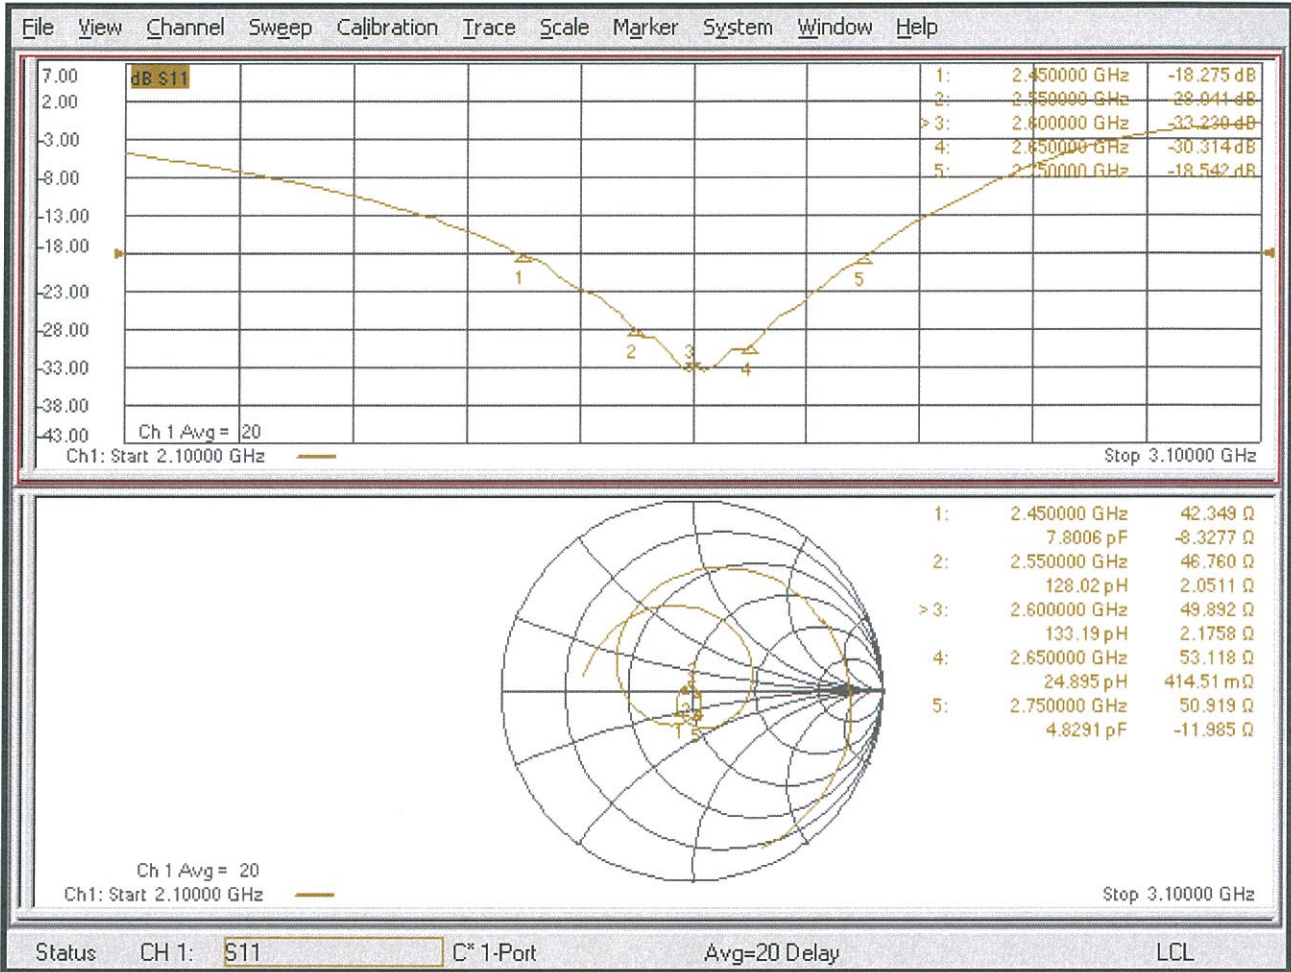 File View Channel Sweep Calibration Trace Scale Marker System Window Help
7.00
2.00
-3.00
-8.00
-13.00
-18.00
-23.00
-28.00
-33.00
-38.00
-43.00
dB S11
1: 2.450000 GHz -18.275 dB
2: 2.550000 GHz -28.041 dB
> 3: 2.600000 GHz -33.230 dB
4: 2.650000 GHz -30.314 dB
5: 2.750000 GHz -18.542 dB
1
2
3
4
5
Ch 1 Avg = 20
Ch1: Start 2.10000 GHz
Stop 3.10000 GHz
1: 2.450000 GHz 42.349 Ω
7.8006 pF -8.3277 Ω
2: 2.550000 GHz 46.760 Ω
128.02 pH 2.0511 Ω
> 3: 2.600000 GHz 49.892 Ω
133.19 pH 2.1758 Ω
4: 2.650000 GHz 53.118 Ω
24.895 pH 414.51 mΩ
5: 2.750000 GHz 50.919 Ω
4.8291 pF -11.985 Ω
1
5
Ch 1 Avg = 20
Ch1: Start 2.10000 GHz
Stop 3.10000 GHz
Status CH 1: S11 C* 1-Port Avg=20 Delay LCL